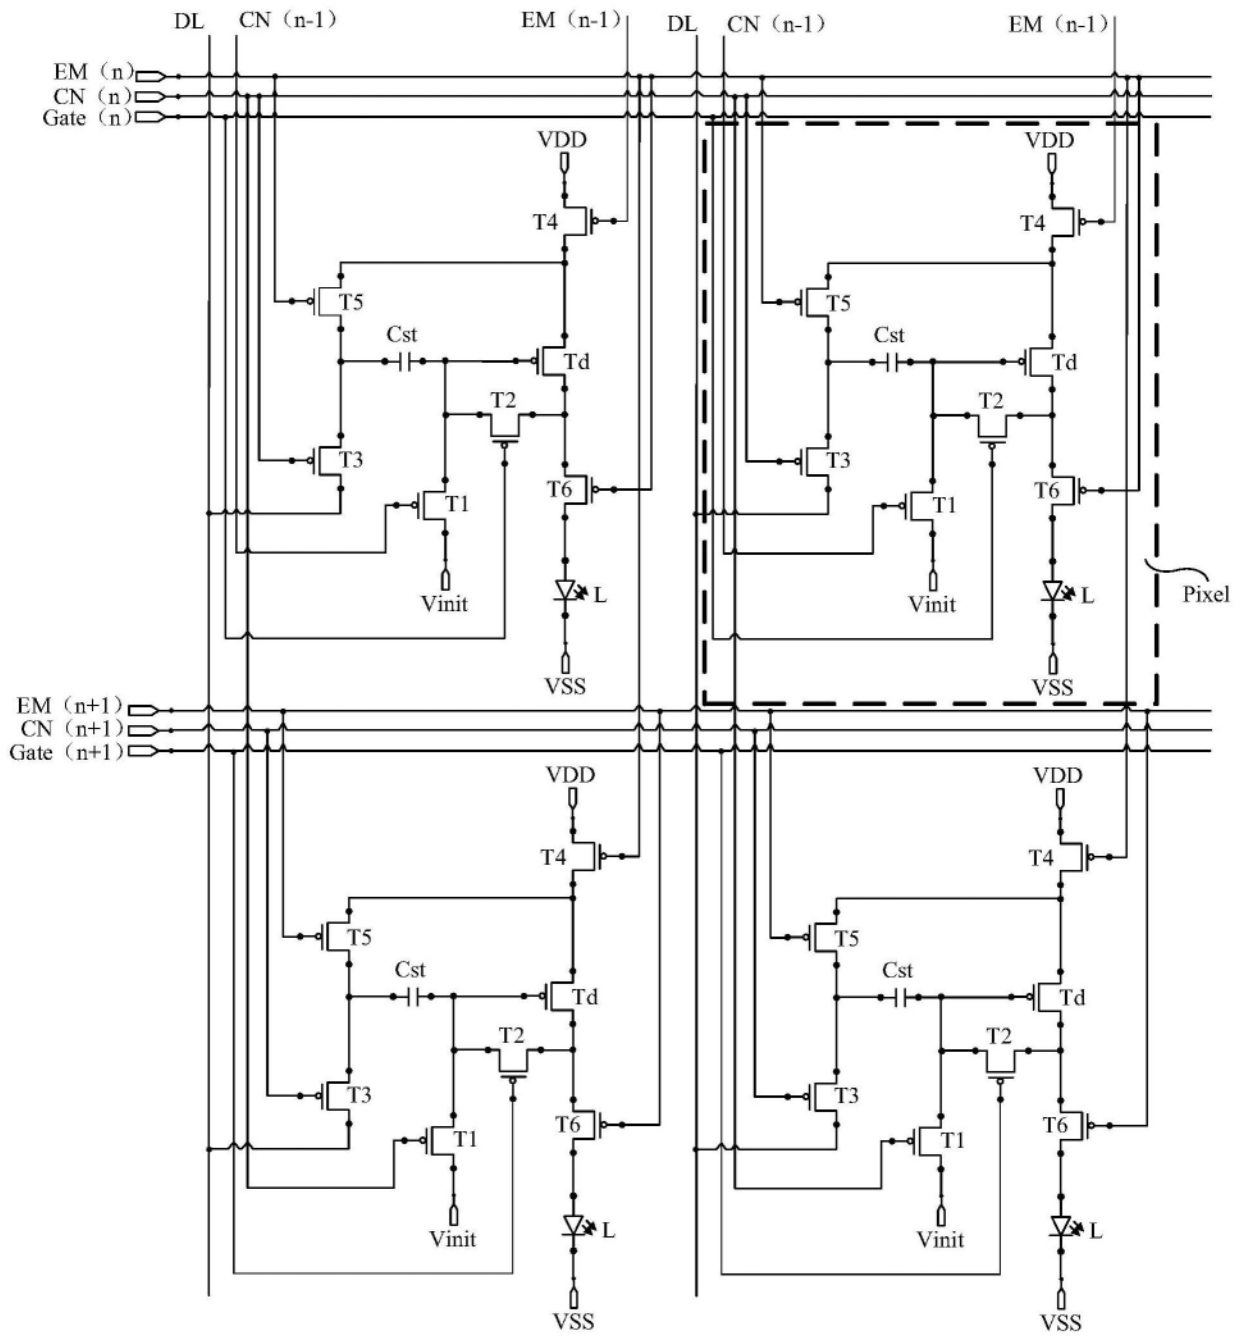 DL CN（n-1） EM（n-1） DL CN（n-1） EM（n-1）
EM（n）
CN（n）
Gate（n）
VDD VDD
T4 T4
T5 T5
Cst Cst
Td Td
T2 T2
T3 T3
T6 T6
T1 T1
Vinit L Vinit L Pixel
VSS VSS
EM（n+1）
CN（n+1）
Gate（n+1）
VDD VDD
T4 T4
T5 T5
Cst Cst
Td Td
T2 T2
T3 T3
T6 T6
T1 T1
Vinit L Vinit L
VSS VSS